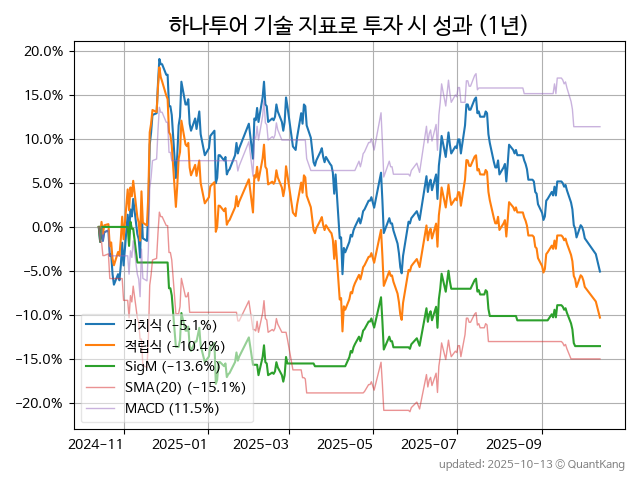 하나투어 기술 지표로 투자 시 성과 (1년)
20.0%
15.0%
10.0%
5.0%
0.0%
−5.0%
−10.0%
−15.0%
−20.0%
거치식 (−5.1%)
적립식 (−10.4%)
SigM (−13.6%)
SMA(20) (−15.1%)
MACD (11.5%)
2024-11 2025-01 2025-03 2025-05 2025-07 2025-09
updated: 2025-10-13 © QuantKang